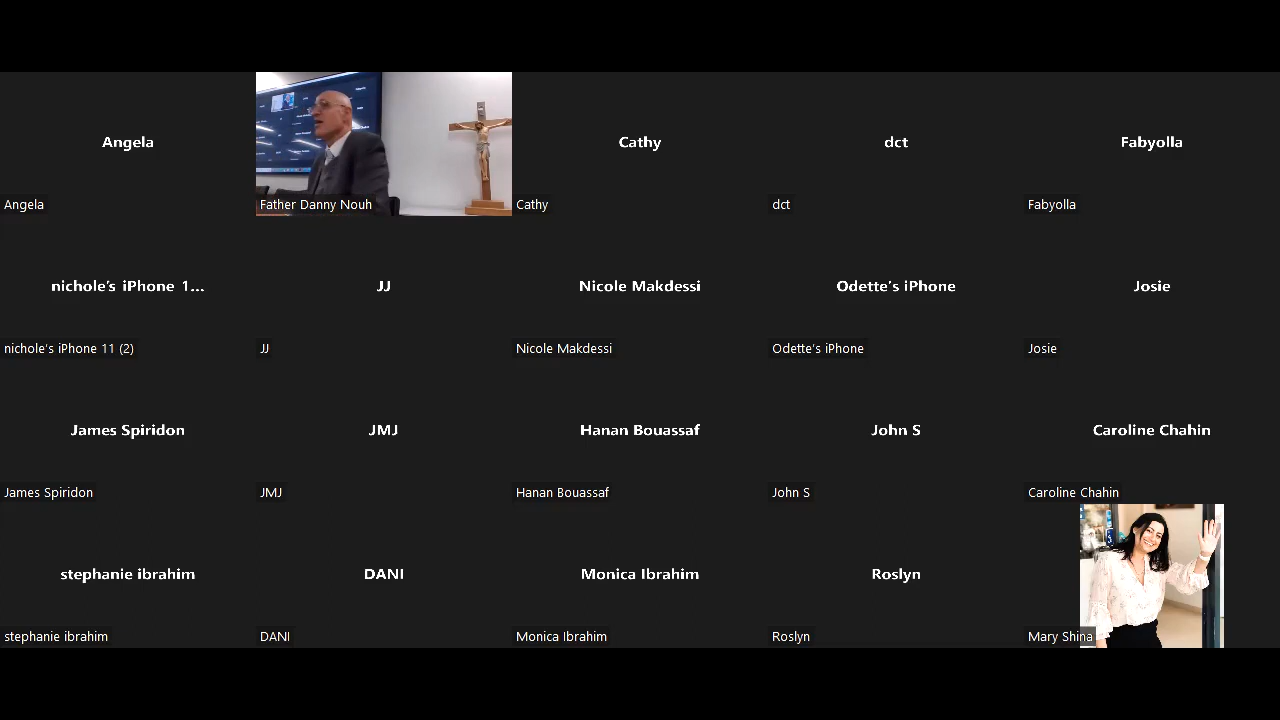 Angela
Angela
Father Danny Nouh
Cathy
Cathy
dct
dct
Fabyolla
Fabyolla
nichole's iPhone 1...
nichole's iPhone 11 (2)
JJ
JJ
Nicole Makdessi
Nicole Makdessi
Odette's iPhone
Odette's iPhone
Josie
Josie
James Spiridon
James Spiridon
JMJ
JMJ
Hanan Bouassaf
Hanan Bouassaf
John S
John S
Caroline Chahin
Caroline Chahin
stephanie ibrahim
stephanie ibrahim
DANI
DANI
Monica Ibrahim
Monica Ibrahim
Roslyn
Roslyn
Mary Shina